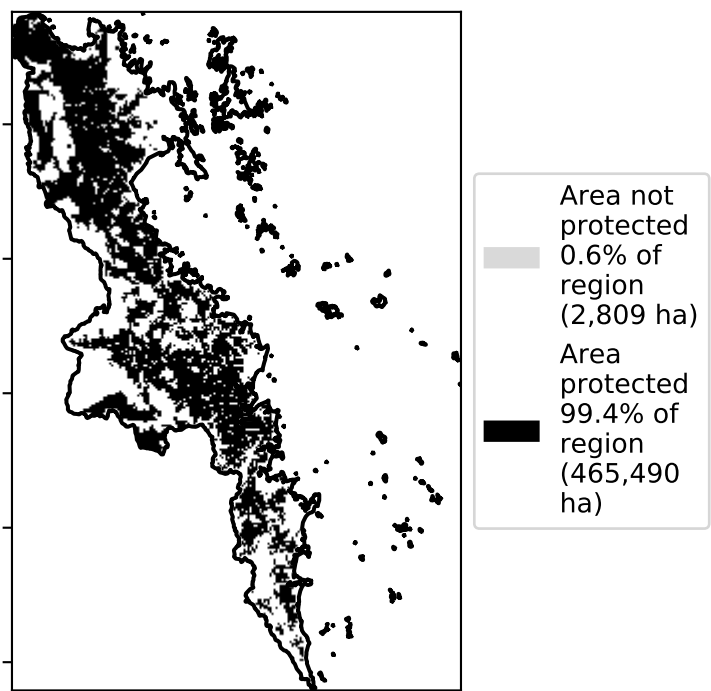 Area not
protected
0.6% of
region
(2,809 ha)
Area
protected
99.4% of
region
(465,490
ha)